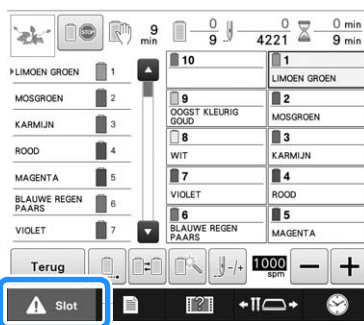 9 min
0
9
0
4221
0 min
9 min
LIMOEN GROEN 1
MOSGROEN 2
KARMIJN 3
ROOD 4
MAGENTA 5
BLAUWE REGEN PAARS 6
VIOLET 7
10
1
LIMOEN GROEN
9
OOGST KLEURIG GOUD
2
MOSGROEN
8
WIT
3
KARMIJN
7
VIOLET
4
ROOD
6
BLAUWE REGEN PAARS
5
MAGENTA
Terug
-/+
1000 spm
Slot